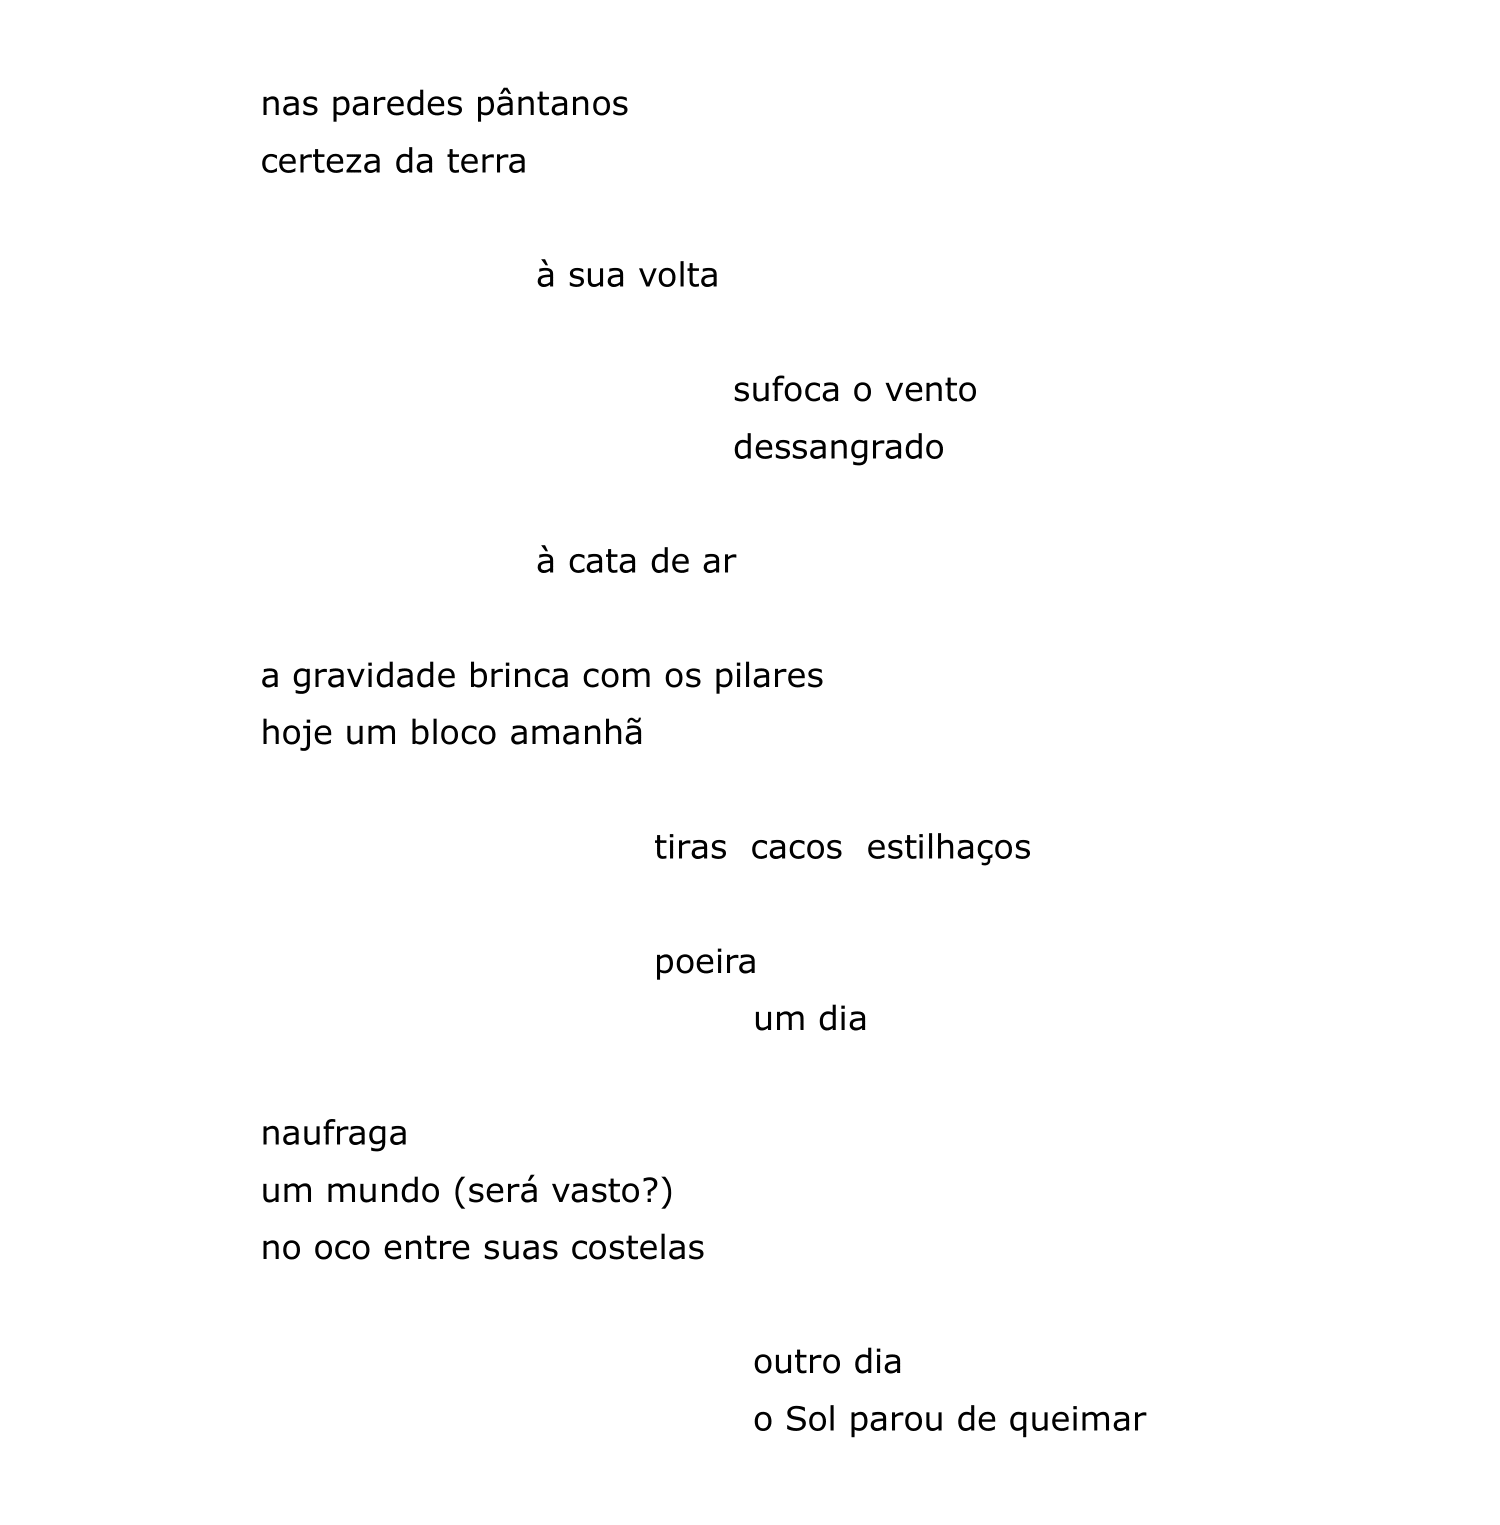 nas paredes pântanos
certeza da terra
à sua volta
sufoca o vento
dessangrado
à cata de ar
a gravidade brinca com os pilares
hoje um bloco amanhã
tiras  cacos  estilhaços
poeira
um dia
naufraga
um mundo (será vasto?)
no oco entre suas costelas
outro dia
o Sol parou de queimar